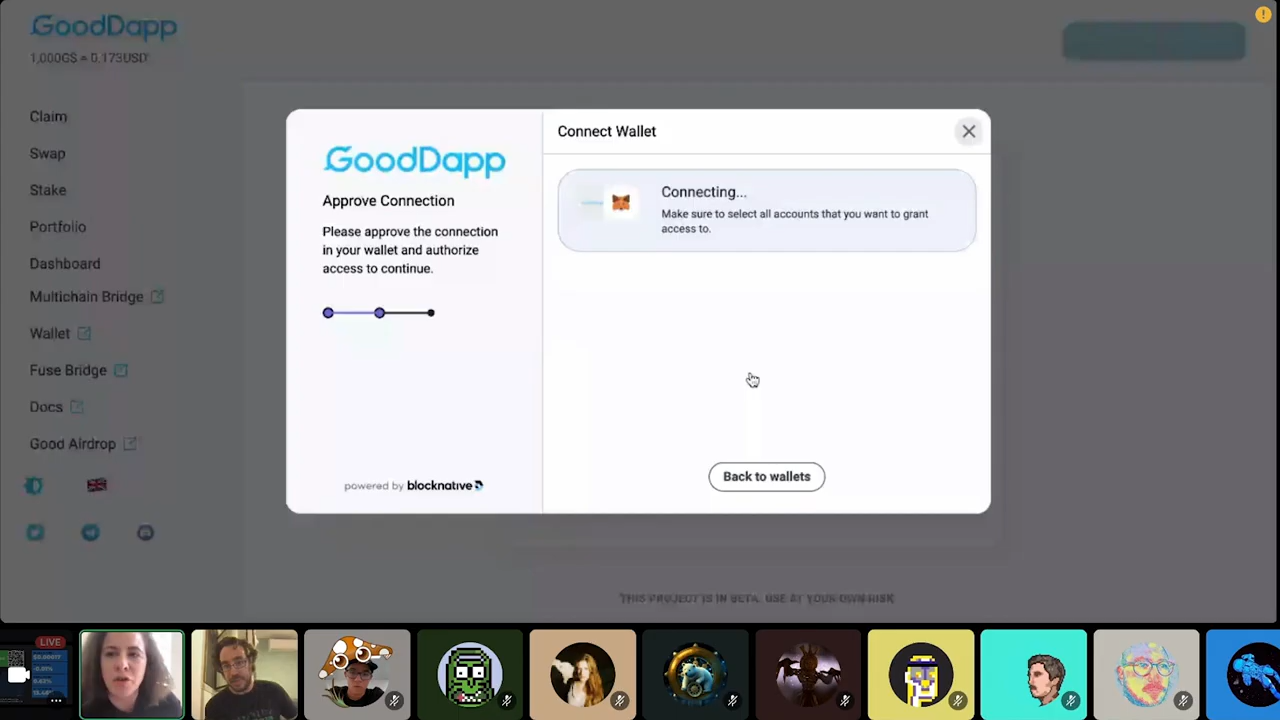 GoodDapp
1,000G$ = 0.173USD
Claim
Swap
Stake
Portfolio
Dashboard
Multichain Bridge
Wallet
Fuse Bridge
Docs
Good Airdrop
GoodDapp
Approve Connection
Please approve the connection
in your wallet and authorize
access to continue.
powered by blocknative
Connect Wallet
Connecting...
Make sure to select all accounts that you want to grant
access to.
Back to wallets
THIS PROJECT IS IN BETA. USE AT YOUR OWN RISK
LIVE